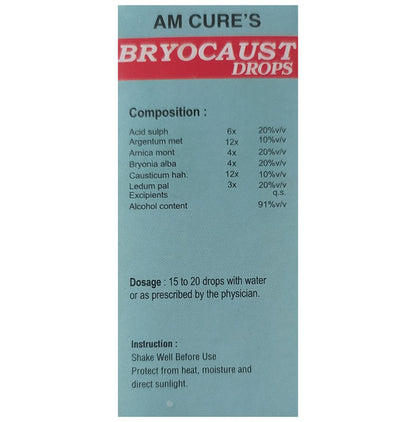 AM CURE'S
BRYOCAUST
DROPS
Composition :
Acid sulph 6x 20%v/v
Argentum met 12x 10%v/v
Arnica mont 4x 20%v/v
Bryonia alba 4x 20%v/v
Causticum hah. 12x 10%v/v
Ledum pal 3x 20%v/v
Excipients q.s.
Alcohol content 91%v/v
Dosage : 15 to 20 drops with water
or as prescribed by the physician.
Instruction :
Shake Well Before Use
Protect from heat, moisture and
direct sunlight.